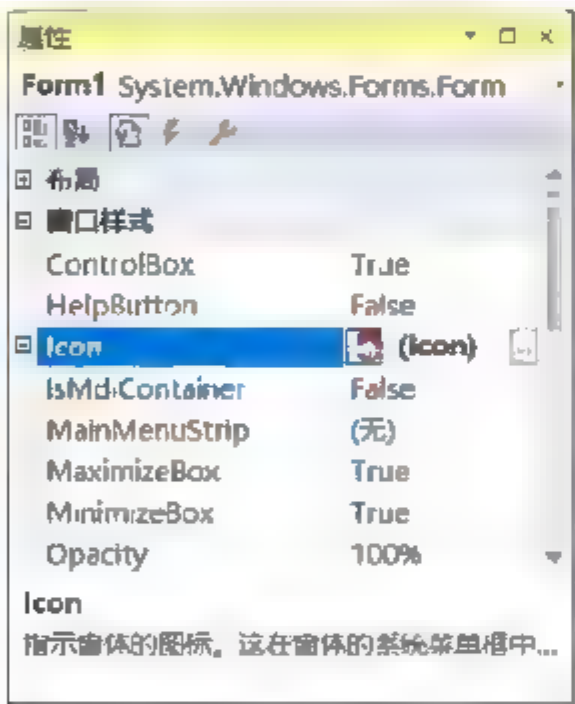 属性
Form1 System.Windows.Forms.Form
布局
窗口样式
ControlBox True
HelpButton False
Icon (Icon)
IsMdiContainer False
MainMenuStrip (无)
MaximizeBox True
MinimizeBox True
Opacity 100%
Icon
指示窗体的图标。这在窗体的系统菜单框中...